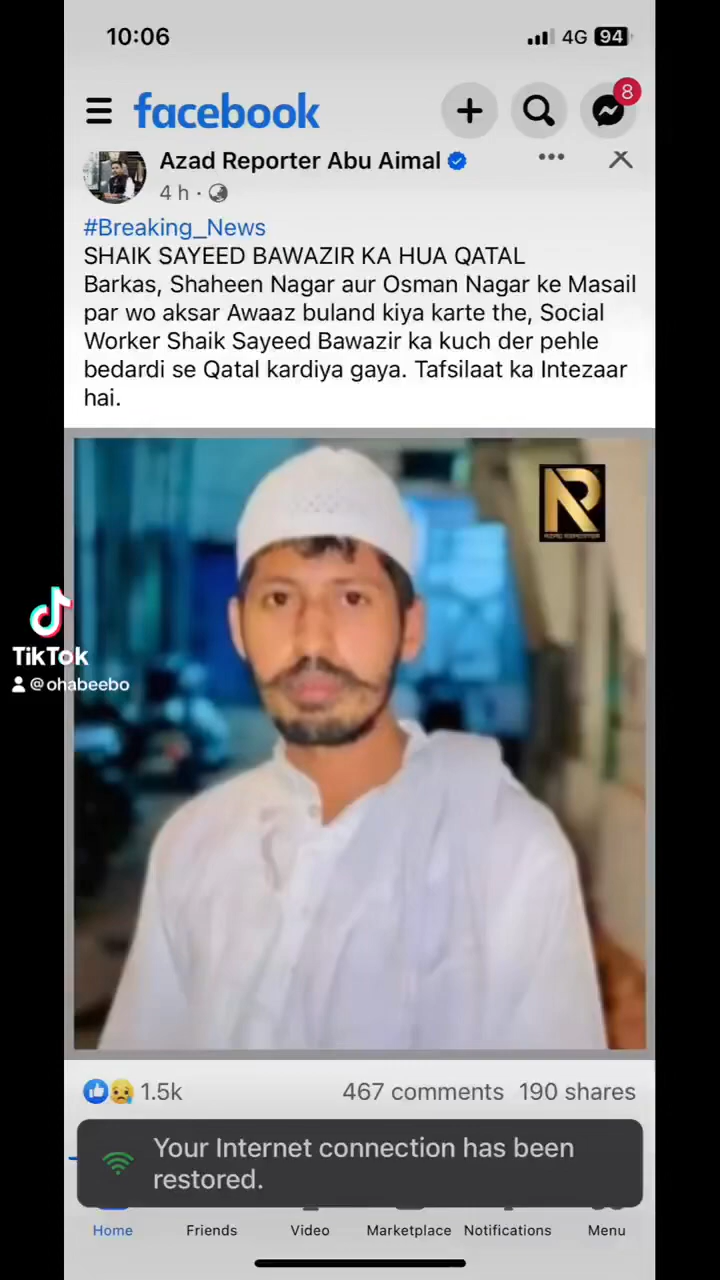 10:06
4G 94
facebook
8
Azad Reporter Abu Aimal
4 h ·
#Breaking_News
SHAIK SAYEED BAWAZIR KA HUA QATAL
Barkas, Shaheen Nagar aur Osman Nagar ke Masail
par wo aksar Awaaz buland kiya karte the, Social
Worker Shaik Sayeed Bawazir ka kuch der pehle
bedardi se Qatal kardiya gaya. Tafsilaat ka Intezaar
hai.
R
TikTok
@ohabeebo
1.5k 467 comments 190 shares
Your Internet connection has been
restored.
Home Friends Video Marketplace Notifications Menu